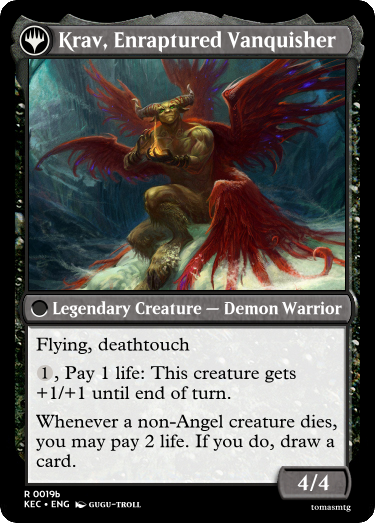 Krav, Enraptured Vanquisher
Legendary Creature — Demon Warrior
Flying, deathtouch
1, Pay 1 life: This creature gets
+1/+1 until end of turn.
Whenever a non-Angel creature dies,
you may pay 2 life. If you do, draw a
card.
4/4
R 0019b
KEC • ENG GUGU-TROLL
tomasmtg